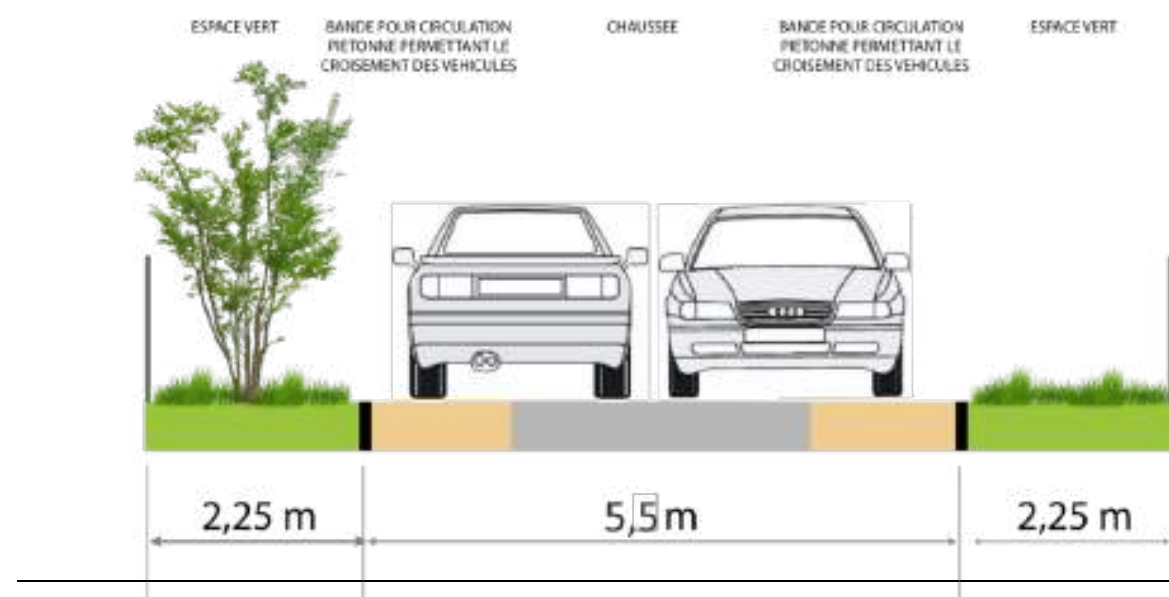 ESPACE VERT
BANDE POUR CIRCULATION
PIETONNE PERMETTANT LE
CROISEMENT DES VEHICULES
CHAUSSEE
BANDE POUR CIRCULATION
PIETONNE PERMETTANT LE
CROISEMENT DES VEHICULES
ESPACE VERT
2,25 m
5,5 m
2,25 m